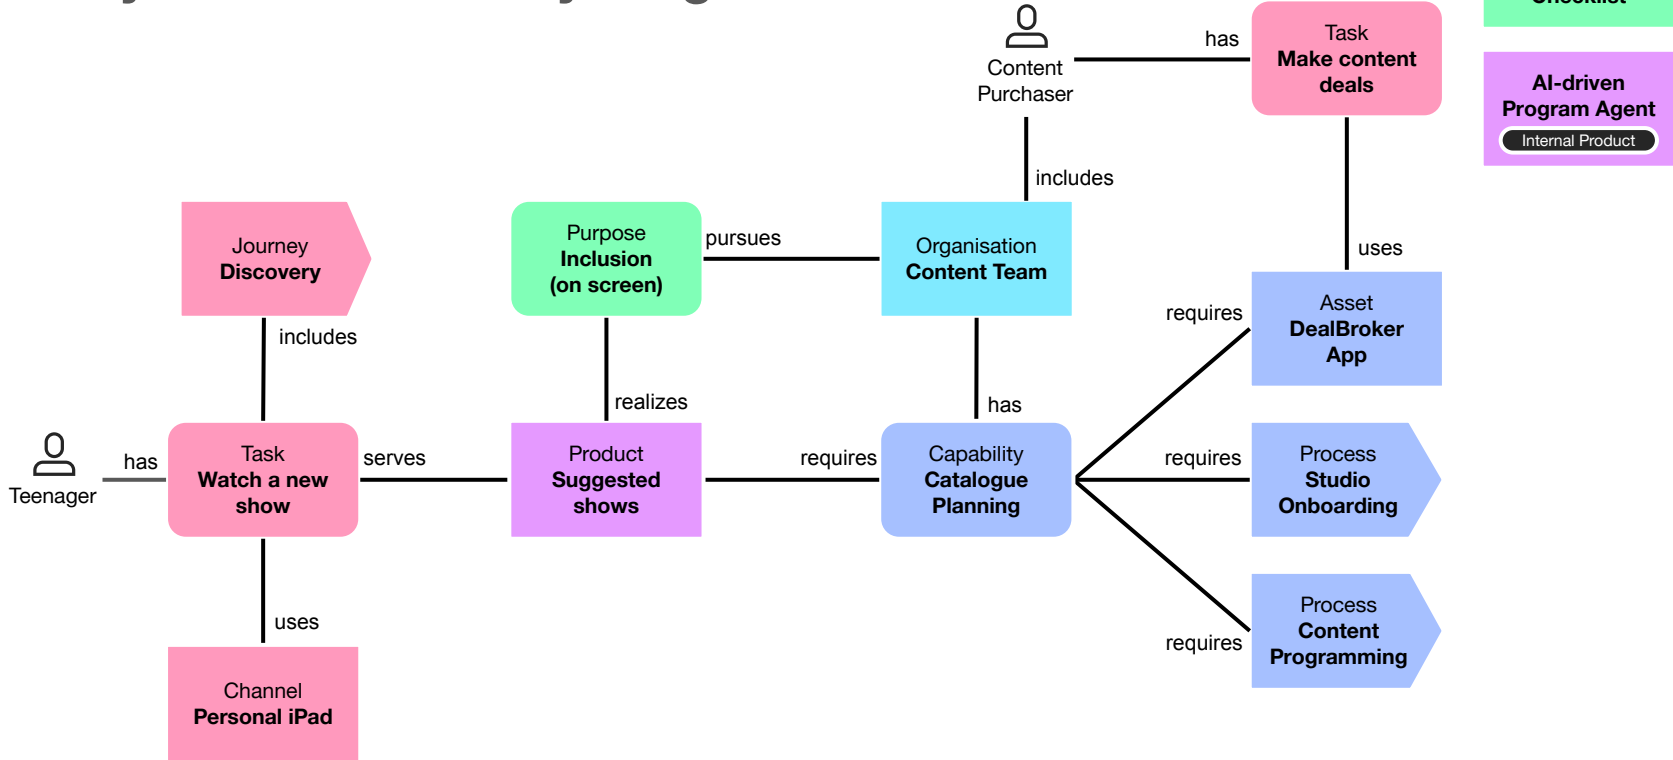 Checklist
has
Task
Make content
deals
Content
Purchaser
AI-driven
Program Agent
Internal Product
includes
Journey
Discovery
Purpose
Inclusion
(on screen)
pursues
Organisation
Content Team
uses
includes
requires
Asset
DealBroker
App
realizes
has
Teenager
has
Task
Watch a new
show
serves
Product
Suggested
shows
requires
Capability
Catalogue
Planning
requires
Process
Studio
Onboarding
uses
requires
Process
Content
Programming
Channel
Personal iPad